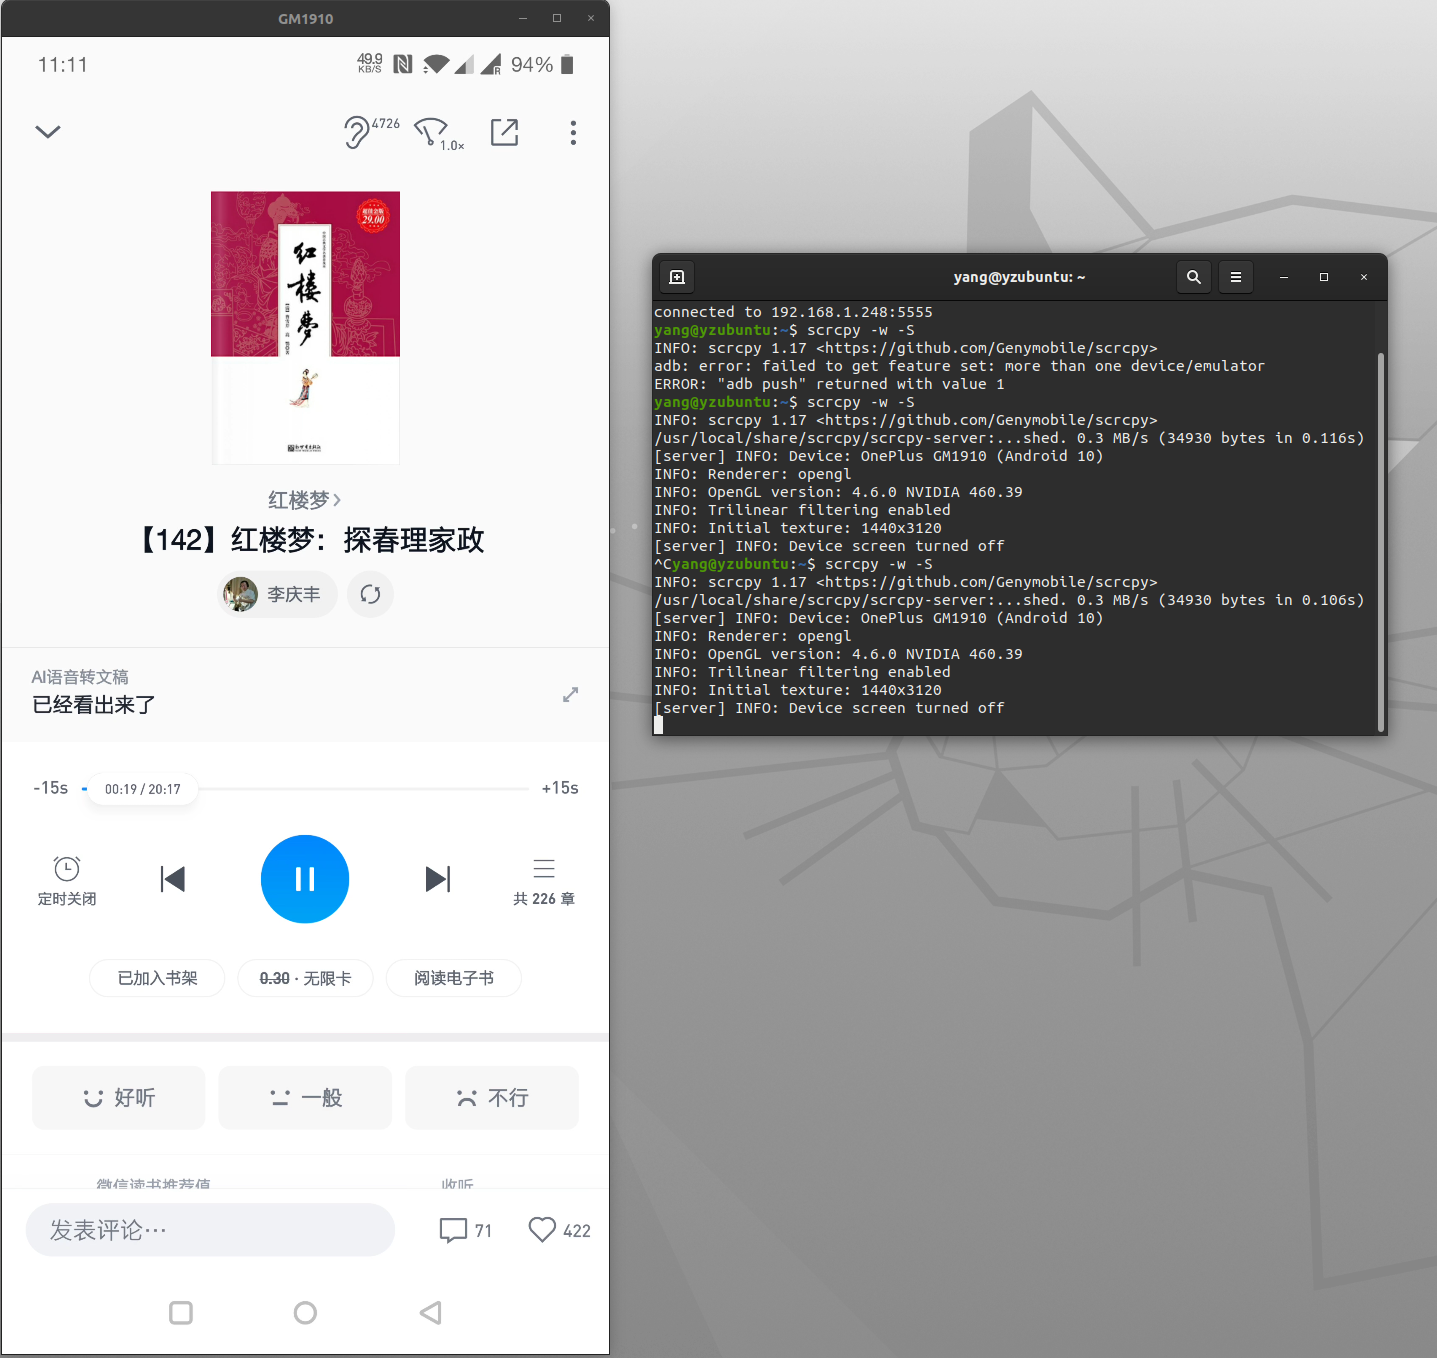 GM1910
11:11
49.9
KB/S
R
94%
4726
1.0×
超值金版
29.00
红楼梦
红楼梦
【142】红楼梦：探春理家政
李庆丰
AI语音转文稿
已经看出来了
-15s
00:19 / 20:17
+15s
定时关闭
共 226 章
已加入书架
0.30 · 无限卡
阅读电子书
好听
一般
不行
微信读书推荐值
收听
发表评论···
71
422
yang@yzubuntu: ~
connected to 192.168.1.248:5555
yang@yzubuntu:~$ scrcpy -w -S
INFO: scrcpy 1.17 <https://github.com/Genymobile/scrcpy>
adb: error: failed to get feature set: more than one device/emulator
ERROR: "adb push" returned with value 1
yang@yzubuntu:~$ scrcpy -w -S
INFO: scrcpy 1.17 <https://github.com/Genymobile/scrcpy>
/usr/local/share/scrcpy/scrcpy-server:...shed. 0.3 MB/s (34930 bytes in 0.116s)
[server] INFO: Device: OnePlus GM1910 (Android 10)
INFO: Renderer: opengl
INFO: OpenGL version: 4.6.0 NVIDIA 460.39
INFO: Trilinear filtering enabled
INFO: Initial texture: 1440x3120
[server] INFO: Device screen turned off
^Cyang@yzubuntu:~$ scrcpy -w -S
INFO: scrcpy 1.17 <https://github.com/Genymobile/scrcpy>
/usr/local/share/scrcpy/scrcpy-server:...shed. 0.3 MB/s (34930 bytes in 0.106s)
[server] INFO: Device: OnePlus GM1910 (Android 10)
INFO: Renderer: opengl
INFO: OpenGL version: 4.6.0 NVIDIA 460.39
INFO: Trilinear filtering enabled
INFO: Initial texture: 1440x3120
[server] INFO: Device screen turned off